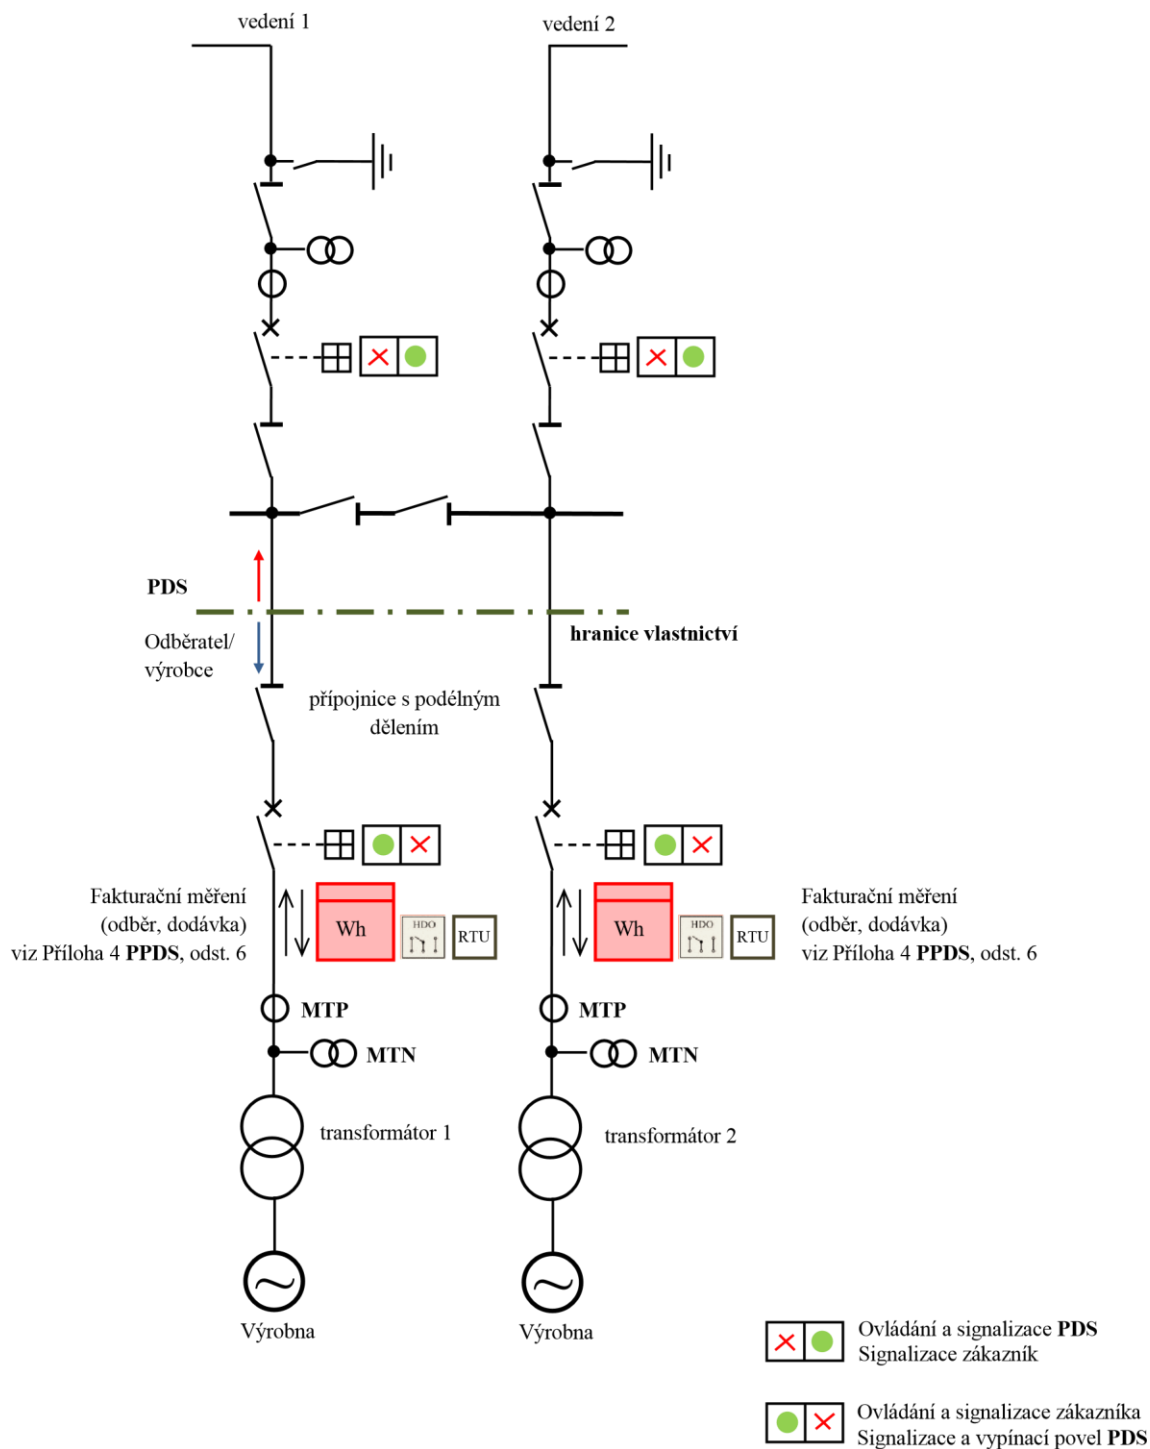 vedení 1
vedení 2
PDS
Odběratel/
výrobce
hranice vlastnictví
přípojnice s podélným
dělením
Fakturační měření
(odběr, dodávka)
viz Příloha 4 PPDS, odst. 6
Wh
HDO
RTU
Wh
HDO
RTU
Fakturační měření
(odběr, dodávka)
viz Příloha 4 PPDS, odst. 6
MTP
MTP
MTN
MTN
transformátor 1
transformátor 2
Výrobna
Výrobna
Ovládání a signalizace PDS
Signalizace zákazník
Ovládání a signalizace zákazníka
Signalizace a vypínací povel PDS